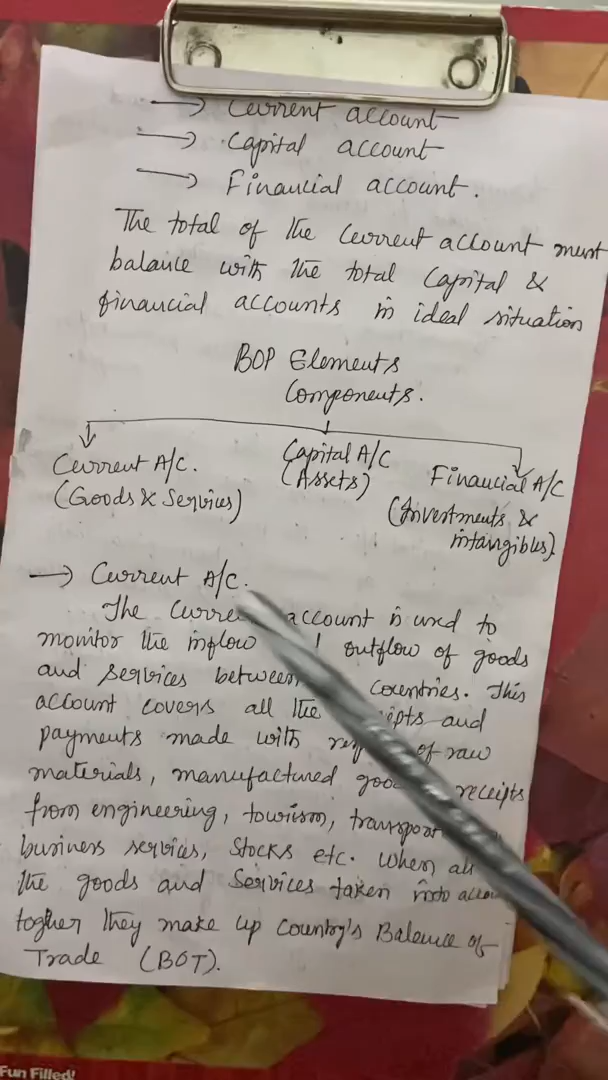 → Current account
→ Capital account
→ Financial account.
The total of the current account must
balance with the total Capital &
financial accounts in ideal situation
BOP Elements
Components.
Current A/C.
(Goods & Services)
Capital A/C
(Assets)
Financial A/C
(Investments &
intangibles)
→ Current A/C.
The account is used to
monitor the inflow outflow of goods
and services between countries. This
account covers all the and
payments made with of raw
materials, manufactured receipts
from engineering, tourism, transport
business services, Stocks etc. When all
the goods and Services taken into
togher they make up Country's Balance of
Trade (BOT).
Fun Filled!